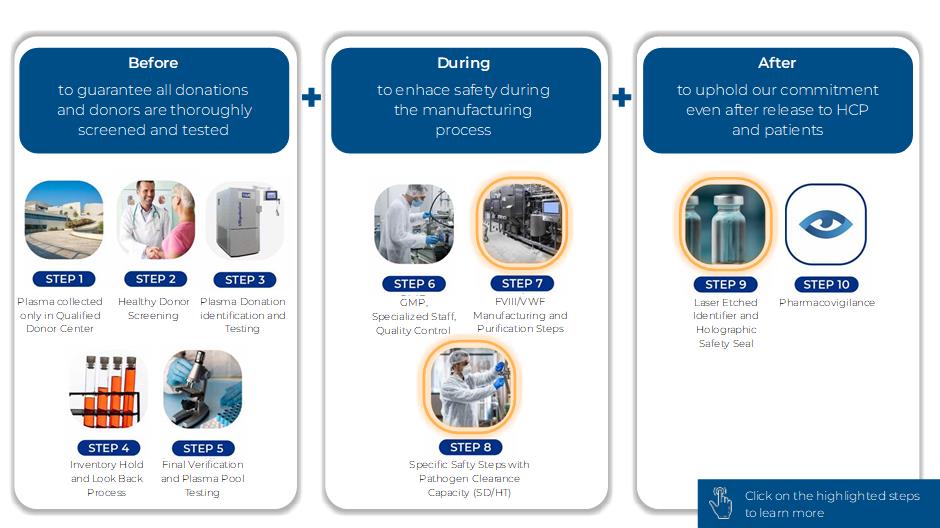 Before
to guarantee all donations
and donors are thoroughly
screened and tested
During
to enhace safety during
the manufacturing
process
After
to uphold our commitment
even after release to HCP
and patients
STEP 1
Plasma collected
only in Qualified
Donor Center
STEP 2
Healthy Donor
Screening
STEP 3
Plasma Donation
identification and
Testing
STEP 4
Inventory Hold
and Look Back
Process
STEP 5
Final Verification
and Plasma Pool
Testing
STEP 6
GMP,
Specialized Staff,
Quality Control
STEP 7
FVIII/VWF
Manufacturing and
Purification Steps
STEP 8
Specific Safty Steps with
Pathogen Clearance
Capacity (SD/HT)
STEP 9
Laser Etched
Identifier and
Holographic
Safety Seal
STEP 10
Pharmacovigilance
Click on the highlighted steps
to learn more